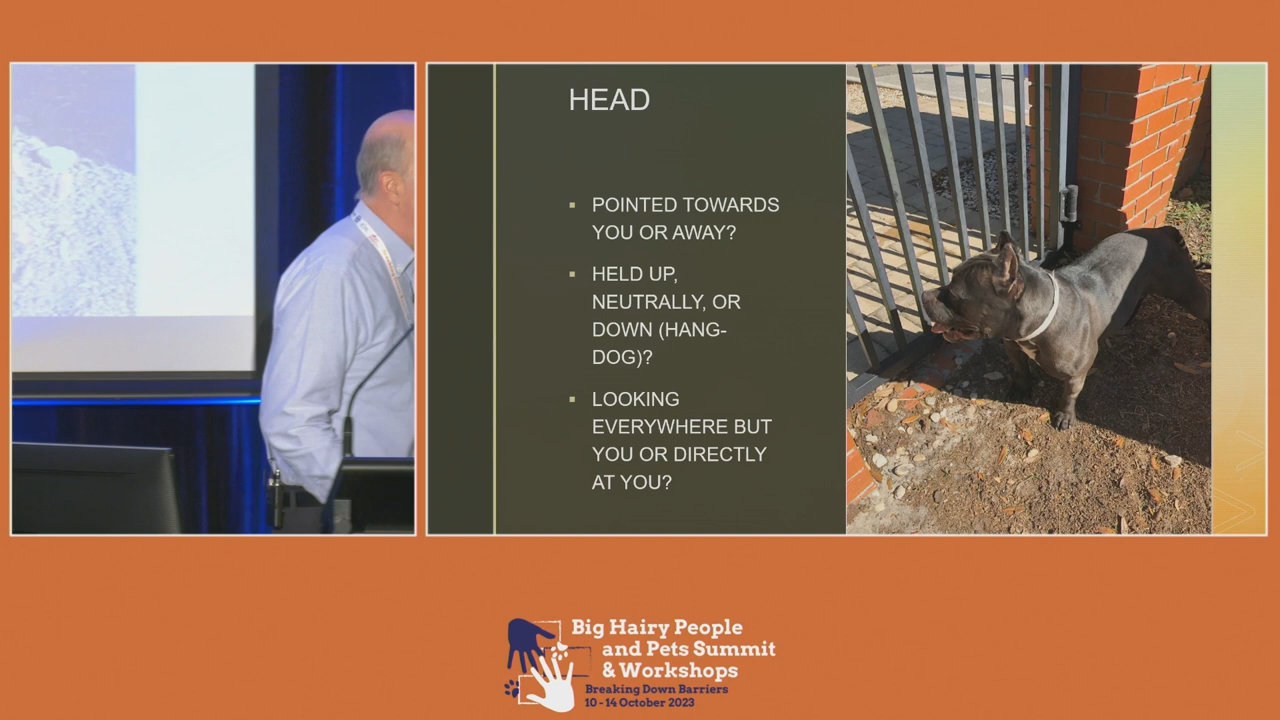 HEAD
▪ POINTED TOWARDS
YOU OR AWAY?
▪ HELD UP,
NEUTRALLY, OR
DOWN (HANG-
DOG)?
▪ LOOKING
EVERYWHERE BUT
YOU OR DIRECTLY
AT YOU?
Big Hairy People
and Pets Summit
& Workshops
Breaking Down Barriers
10 - 14 October 2023